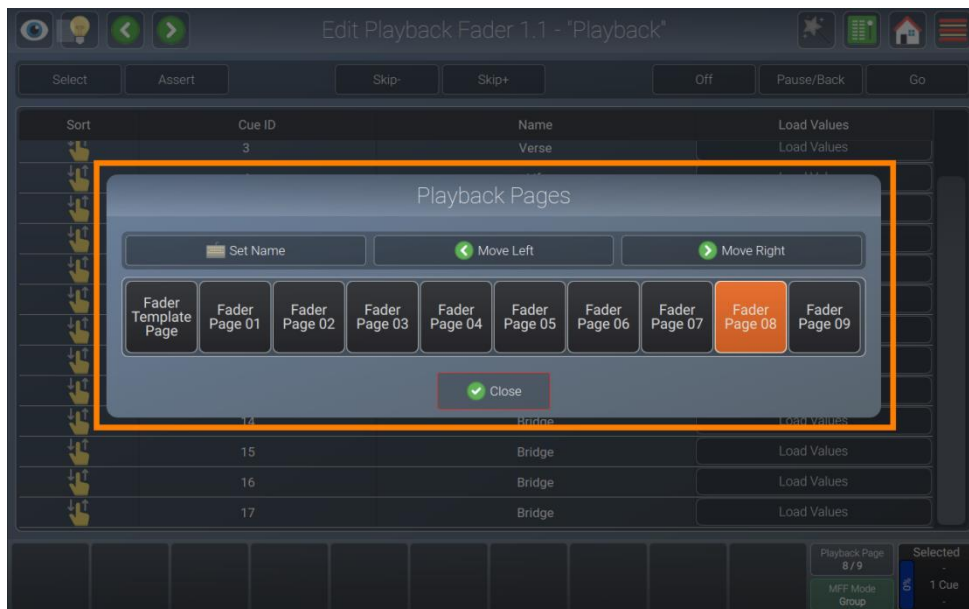 Edit Playback Fader 1.1 - "Playback"
Select Assert Skip- Skip+ Off Pause/Back Go
Sort Cue ID Name Load Values
3 Verse Load Values
Playback Pages
Set Name Move Left Move Right
Fader Template Page
Fader Page 01
Fader Page 02
Fader Page 03
Fader Page 04
Fader Page 05
Fader Page 06
Fader Page 07
Fader Page 08
Fader Page 09
Close
14 Bridge Load Values
15 Bridge Load Values
16 Bridge Load Values
17 Bridge Load Values
Playback Page
8 / 9
MFF Mode
Group
Selected
-
1 Cue
-